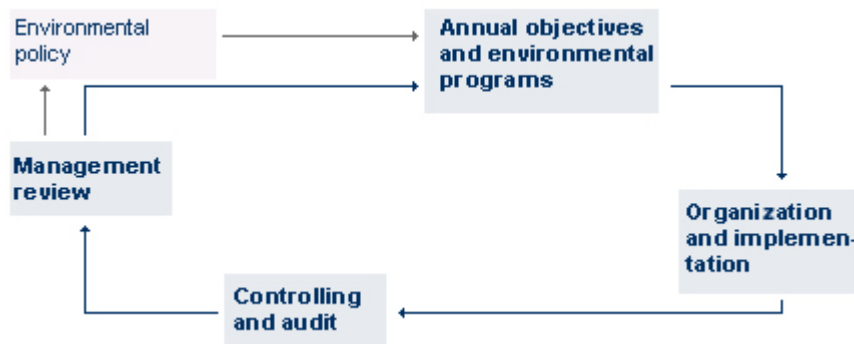 Environmental
policy
Annual objectives
and environmental
programs
Management
review
Organization
and implemen-
tation
Controlling
and audit